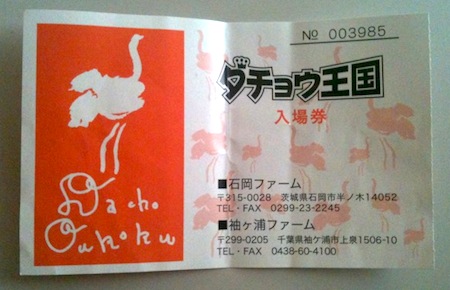 Dacho
Oukoku
№ 003985
ダチョウ王国
入場券
■石岡ファーム
〒315-0028 茨城県石岡市半ノ木14052
TEL・FAX 0299-23-2245
■袖ヶ浦ファーム
〒299-0205 千葉県袖ケ浦市上泉1506-10
TEL・FAX 0438-60-4100